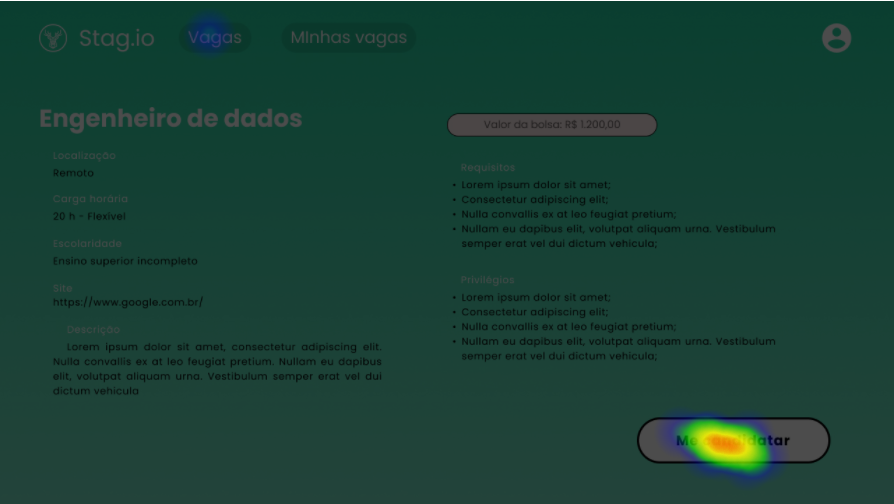 Stag.io
Vagas
MInhas vagas
Engenheiro de dados
Valor da bolsa: R$ 1.200,00
Localização
Remoto
Carga horária
20 h - Flexível
Escolaridade
Ensino superior incompleto
Site
https://www.google.com.br/
Descrição
Lorem ipsum dolor sit amet, consectetur adipiscing elit.
Nulla convallis ex at leo feugiat pretium. Nullam eu dapibus
elit, volutpat aliquam urna. Vestibulum semper erat vel dui
dictum vehicula
Requisitos
• Lorem ipsum dolor sit amet;
• Consectetur adipiscing elit;
• Nulla convallis ex at leo feugiat pretium;
• Nullam eu dapibus elit, volutpat aliquam urna. Vestibulum
semper erat vel dui dictum vehicula;
Privilégios
• Lorem ipsum dolor sit amet;
• Consectetur adipiscing elit;
• Nulla convallis ex at leo feugiat pretium;
• Nullam eu dapibus elit, volutpat aliquam urna. Vestibulum
semper erat vel dui dictum vehicula;
Me candidatar